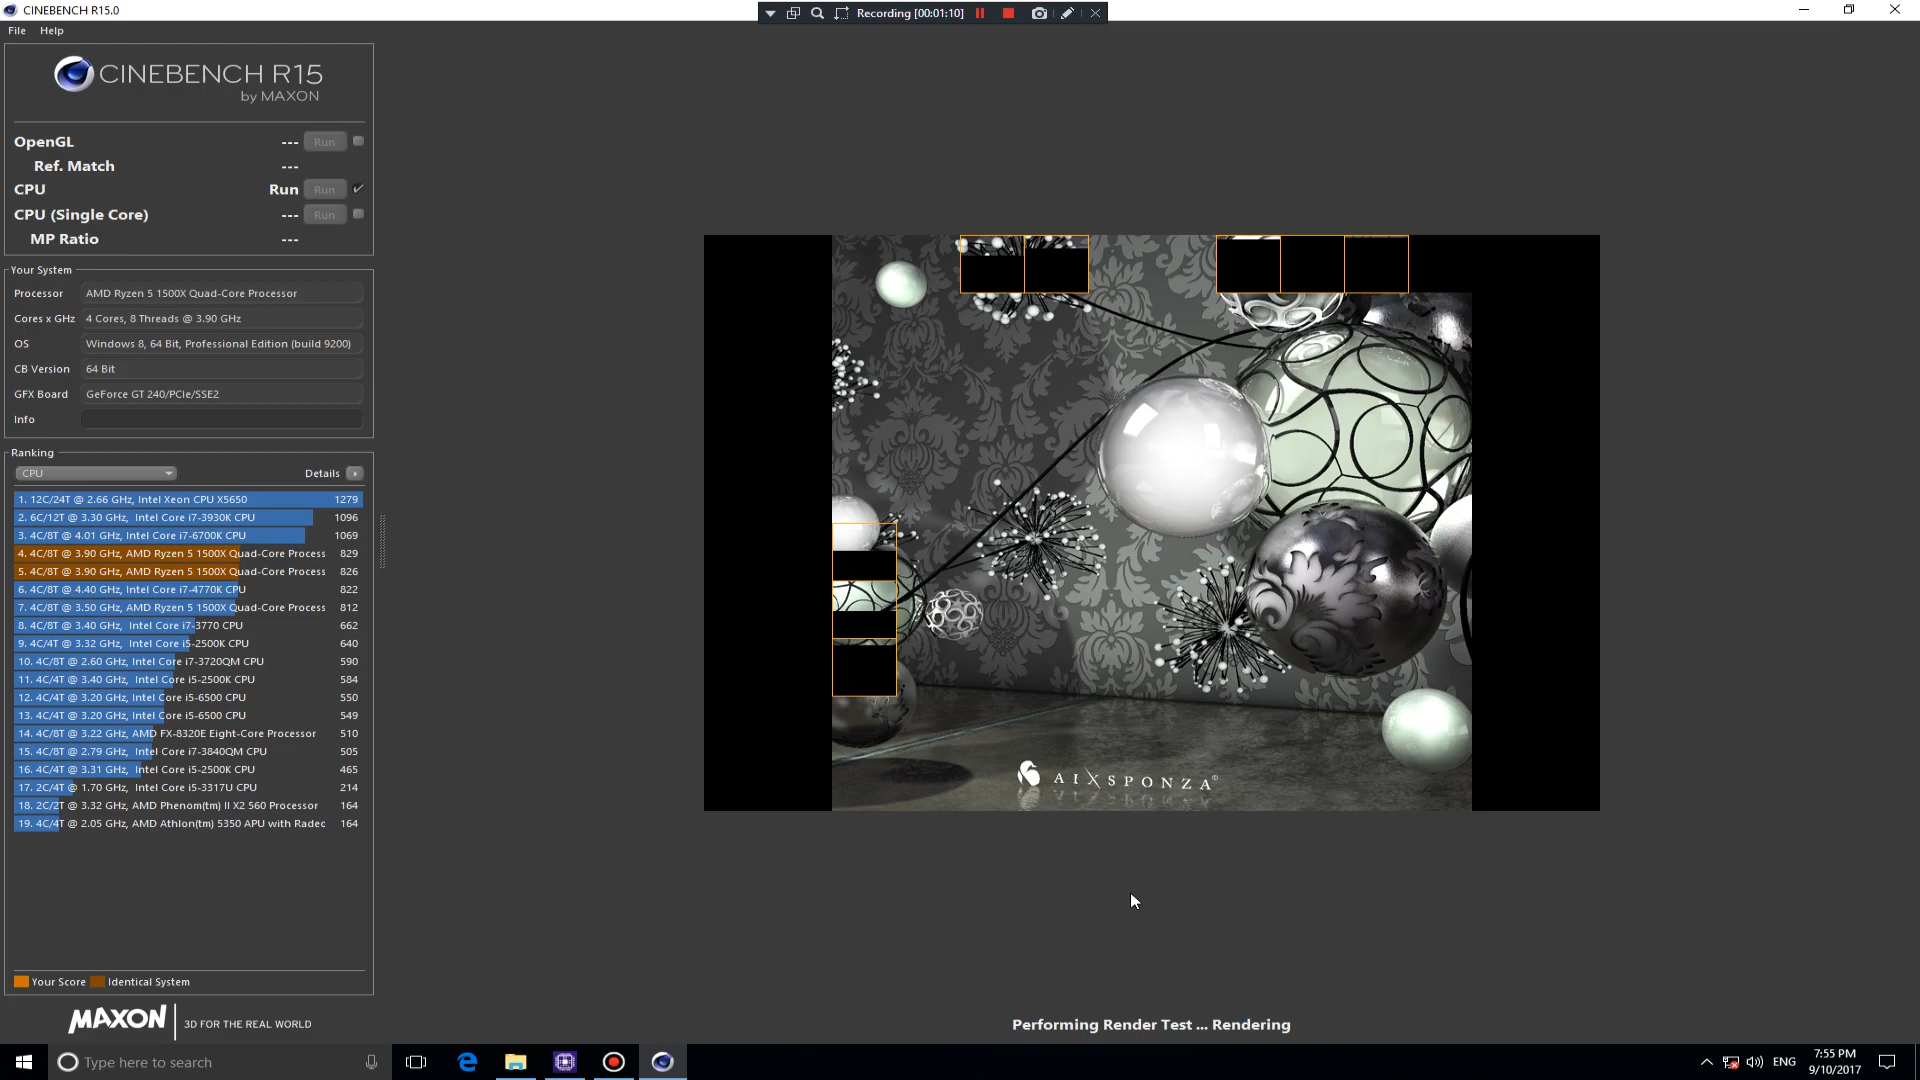 CINEBENCH R15.0
Recording [00:01:10]
File Help
CINEBENCH R15
by MAXON
OpenGL --- Run
Ref. Match ---
CPU Run Run
CPU (Single Core) --- Run
MP Ratio ---
Your System
Processor AMD Ryzen 5 1500X Quad-Core Processor
Cores x GHz 4 Cores, 8 Threads @ 3.90 GHz
OS Windows 8, 64 Bit, Professional Edition (build 9200)
CB Version 64 Bit
GFX Board GeForce GT 240/PCIe/SSE2
Info
Ranking
CPU Details
1. 12C/24T @ 2.66 GHz, Intel Xeon CPU X5650 1279
2. 6C/12T @ 3.30 GHz, Intel Core i7-3930K CPU 1096
3. 4C/8T @ 4.01 GHz, Intel Core i7-6700K CPU 1069
4. 4C/8T @ 3.90 GHz, AMD Ryzen 5 1500X Quad-Core Process 829
5. 4C/8T @ 3.90 GHz, AMD Ryzen 5 1500X Quad-Core Process 826
6. 4C/8T @ 4.40 GHz, Intel Core i7-4770K CPU 822
7. 4C/8T @ 3.50 GHz, AMD Ryzen 5 1500X Quad-Core Process 812
8. 4C/8T @ 3.40 GHz, Intel Core i7-3770 CPU 662
9. 4C/4T @ 3.32 GHz, Intel Core i5-2500K CPU 640
10. 4C/8T @ 2.60 GHz, Intel Core i7-3720QM CPU 590
11. 4C/4T @ 3.40 GHz, Intel Core i5-2500K CPU 584
12. 4C/4T @ 3.20 GHz, Intel Core i5-6500 CPU 550
13. 4C/4T @ 3.20 GHz, Intel Core i5-6500 CPU 549
14. 4C/8T @ 3.22 GHz, AMD FX-8320E Eight-Core Processor 510
15. 4C/8T @ 2.79 GHz, Intel Core i7-3840QM CPU 505
16. 4C/4T @ 3.31 GHz, Intel Core i5-2500K CPU 465
17. 2C/4T @ 1.70 GHz, Intel Core i5-3317U CPU 214
18. 2C/2T @ 3.32 GHz, AMD Phenom(tm) II X2 560 Processor 164
19. 4C/4T @ 2.05 GHz, AMD Athlon(tm) 5350 APU with Radec 164
Your Score Identical System
MAXON 3D FOR THE REAL WORLD
AIXSPONZA®
Performing Render Test ... Rendering
Type here to search
ENG
7:55 PM
9/10/2017